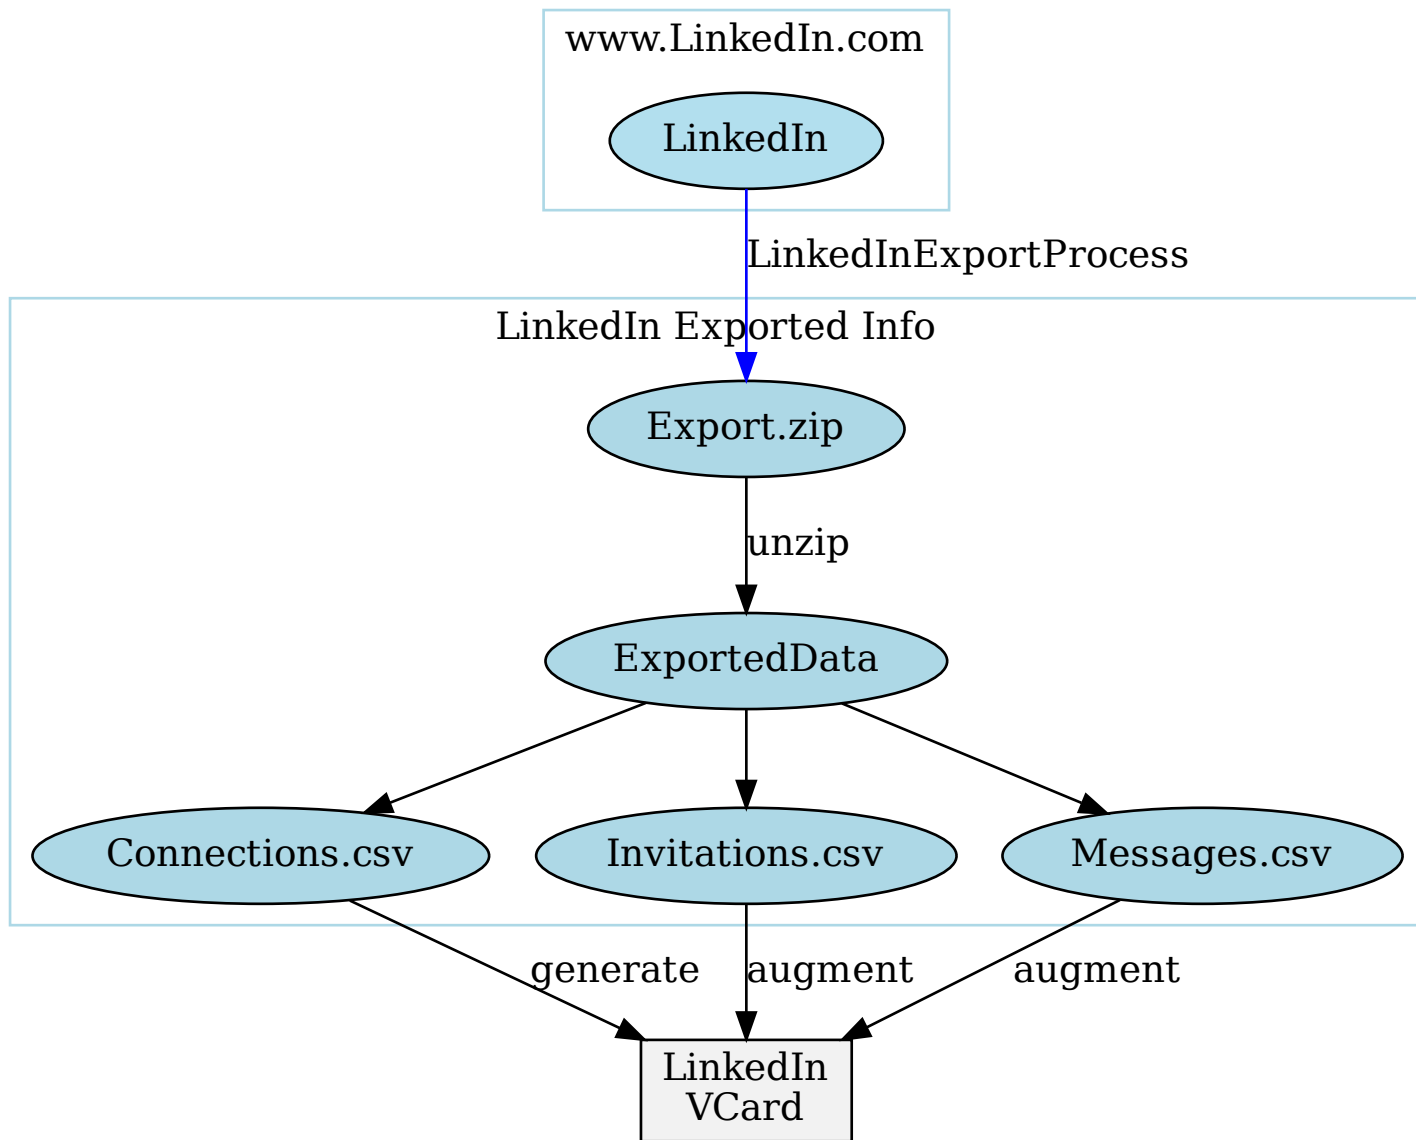 www.LinkedIn.com
LinkedIn
LinkedInExportProcess
LinkedIn Exported Info
Export.zip
unzip
ExportedData
Connections.csv
Invitations.csv
Messages.csv
generate
augment
augment
LinkedIn
VCard